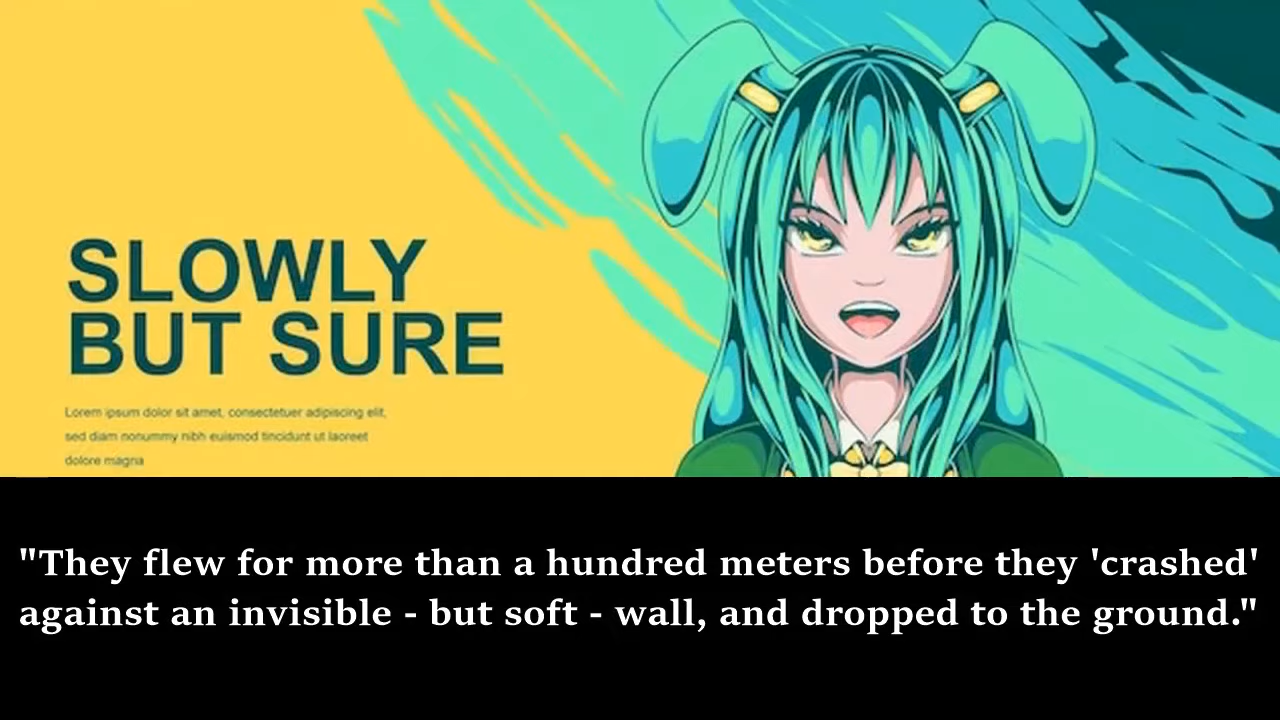 SLOWLY
BUT SURE
Lorem ipsum dolor sit amet, consectetuer adipiscing elit,
sed diam nonummy nibh euismod tincidunt ut laoreet
dolore magna
"They flew for more than a hundred meters before they 'crashed'
against an invisible - but soft - wall, and dropped to the ground."